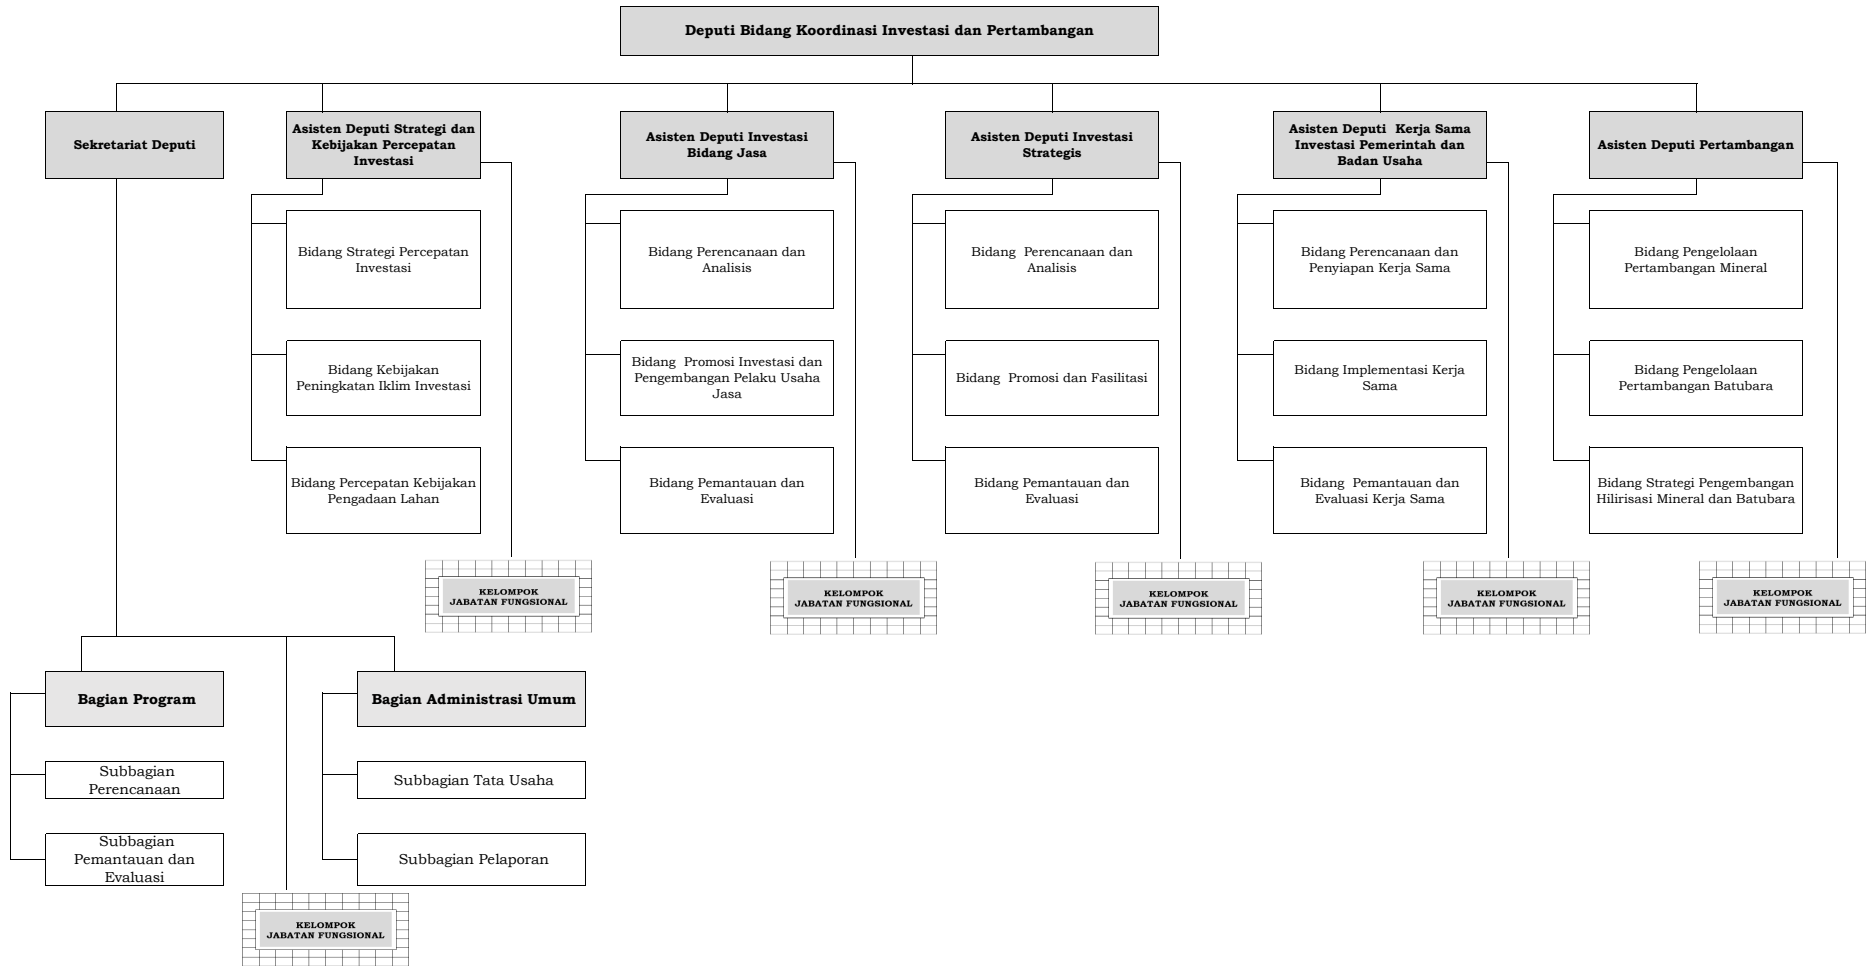 Deputi Bidang Koordinasi Investasi dan Pertambangan
Sekretariat Deputi
Asisten Deputi Strategi dan
Kebijakan Percepatan
Investasi
Asisten Deputi Investasi
Bidang Jasa
Asisten Deputi Investasi
Strategis
Asisten Deputi  Kerja Sama
Investasi Pemerintah dan
Badan Usaha
Asisten Deputi Pertambangan
Bidang Strategi Percepatan
Investasi
Bidang Perencanaan dan
Analisis
Bidang  Perencanaan dan
Analisis
Bidang Perencanaan dan
Penyiapan Kerja Sama
Bidang Pengelolaan
Pertambangan Mineral
Bidang Kebijakan
Peningkatan Iklim Investasi
Bidang  Promosi Investasi dan
Pengembangan Pelaku Usaha
Jasa
Bidang  Promosi dan Fasilitasi
Bidang Implementasi Kerja
Sama
Bidang Pengelolaan
Pertambangan Batubara
Bidang Percepatan Kebijakan
Pengadaan Lahan
Bidang Pemantauan dan
Evaluasi
Bidang Pemantauan dan
Evaluasi
Bidang  Pemantauan dan
Evaluasi Kerja Sama
Bidang Strategi Pengembangan
Hilirisasi Mineral dan Batubara
KELOMPOK
JABATAN FUNGSIONAL
KELOMPOK
JABATAN FUNGSIONAL
KELOMPOK
JABATAN FUNGSIONAL
KELOMPOK
JABATAN FUNGSIONAL
KELOMPOK
JABATAN FUNGSIONAL
Bagian Program
Bagian Administrasi Umum
Subbagian
Perencanaan
Subbagian Tata Usaha
Subbagian
Pemantauan dan
Evaluasi
Subbagian Pelaporan
KELOMPOK
JABATAN FUNGSIONAL